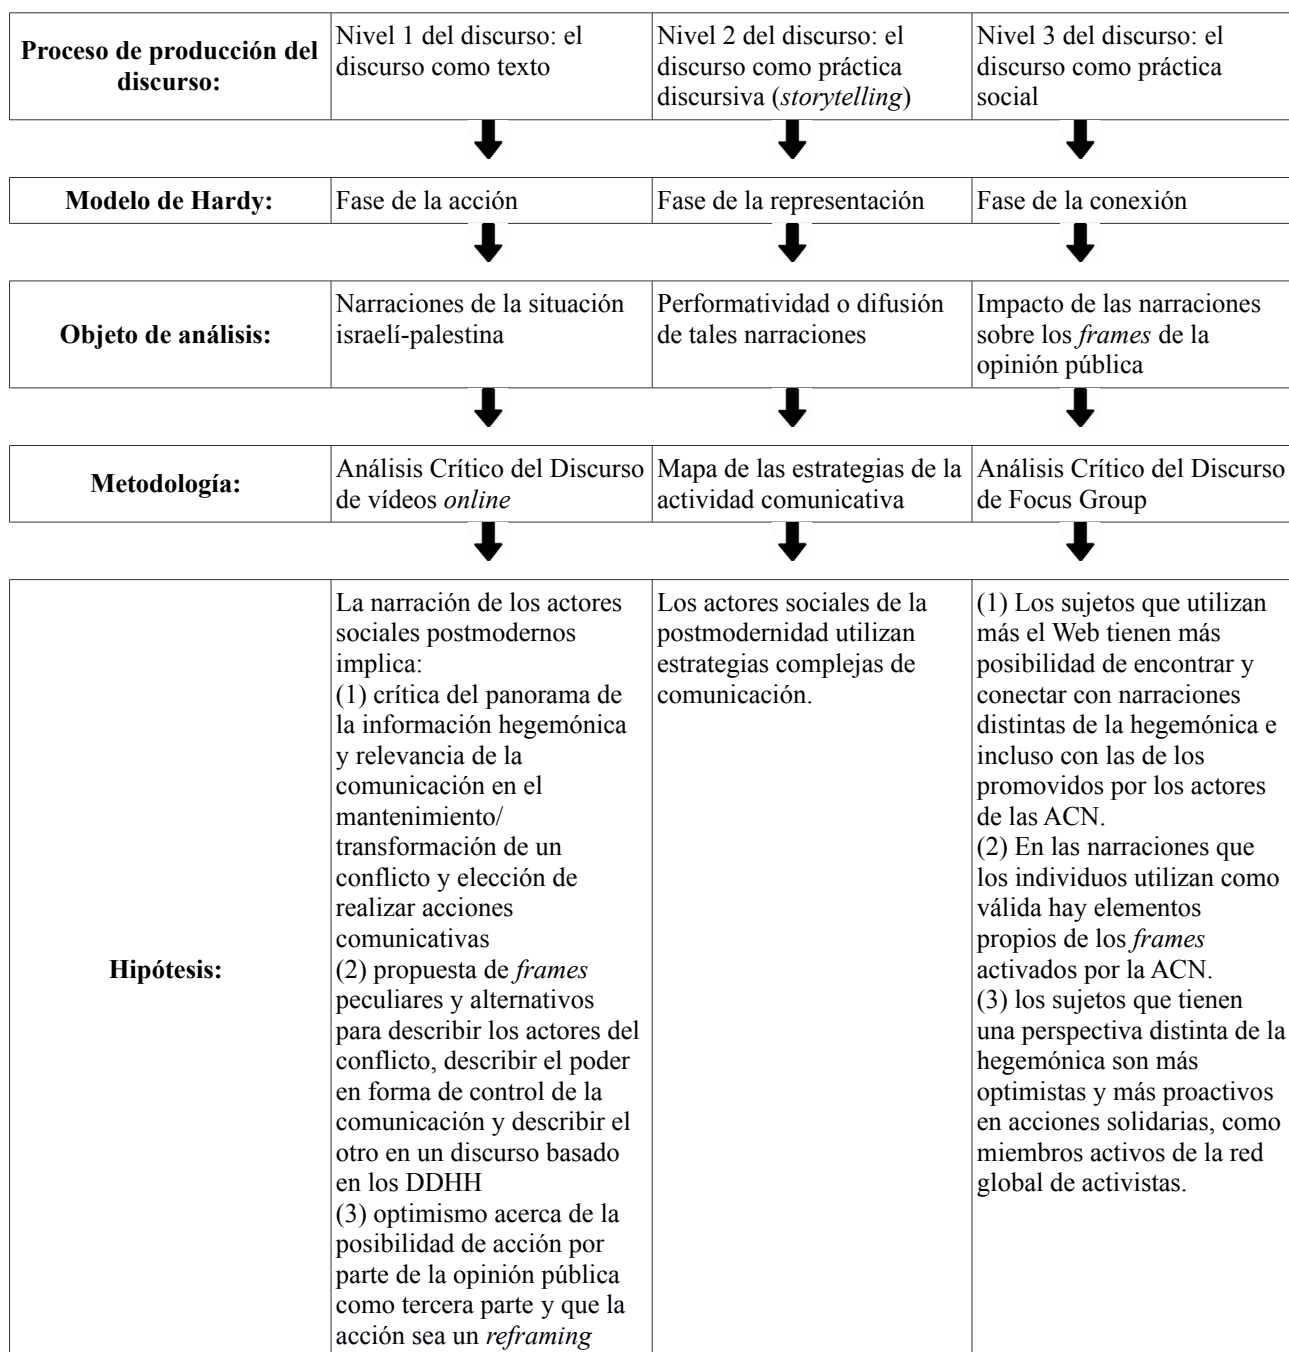 Proceso de producción del
discurso:
Nivel 1 del discurso: el
discurso como texto
Nivel 2 del discurso: el
discurso como práctica
discursiva (storytelling)
Nivel 3 del discurso: el
discurso como práctica
social
Modelo de Hardy:
Fase de la acción
Fase de la representación
Fase de la conexión
Objeto de análisis:
Narraciones de la situación
israelí-palestina
Performatividad o difusión
de tales narraciones
Impacto de las narraciones
sobre los frames de la
opinión pública
Metodología:
Análisis Crítico del Discurso
de vídeos online
Mapa de las estrategias de la
actividad comunicativa
Análisis Crítico del Discurso
de Focus Group
Hipótesis:
La narración de los actores
sociales postmodernos
implica:
(1) crítica del panorama de
la información hegemónica
y relevancia de la
comunicación en el
mantenimiento/
transformación de un
conflicto y elección de
realizar acciones
comunicativas
(2) propuesta de frames
peculiares y alternativos
para describir los actores del
conflicto, describir el poder
en forma de control de la
comunicación y describir el
otro en un discurso basado
en los DDHH
(3) optimismo acerca de la
posibilidad de acción por
parte de la opinión pública
como tercera parte y que la
acción sea un reframing
Los actores sociales de la
postmodernidad utilizan
estrategias complejas de
comunicación.
(1) Los sujetos que utilizan
más el Web tienen más
posibilidad de encontrar y
conectar con narraciones
distintas de la hegemónica e
incluso con las de los
promovidos por los actores
de las ACN.
(2) En las narraciones que
los individuos utilizan como
válida hay elementos
propios de los frames
activados por la ACN.
(3) los sujetos que tienen
una perspectiva distinta de la
hegemónica son más
optimistas y más proactivos
en acciones solidarias, como
miembros activos de la red
global de activistas.